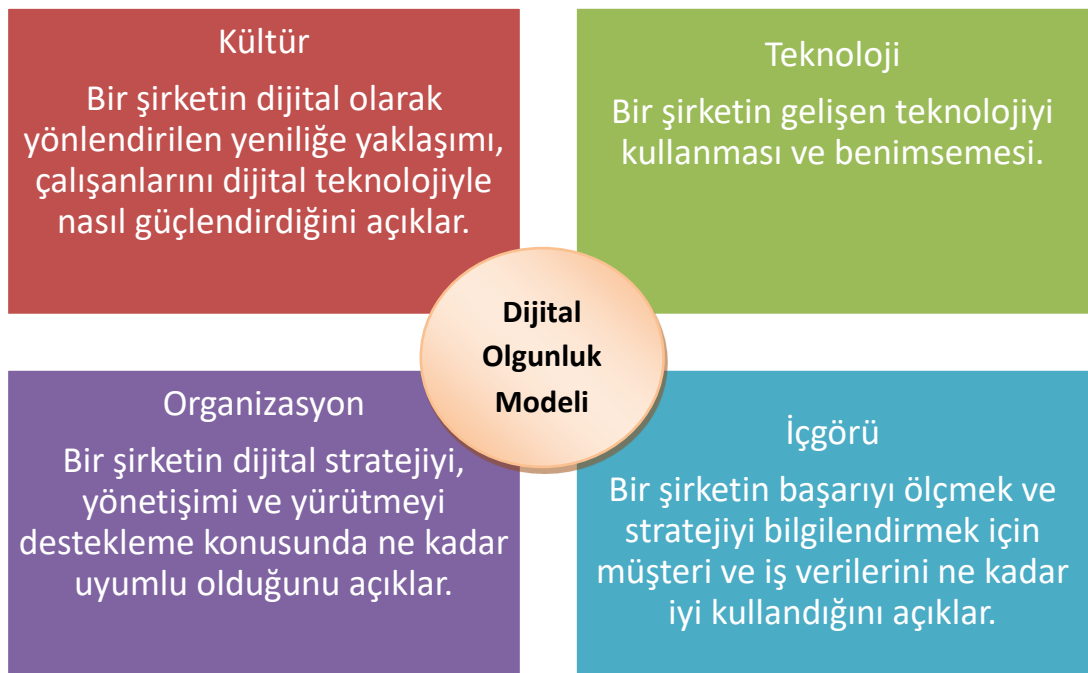 Kültür
Bir şirketin dijital olarak
yönlendirilen yeniliğe yaklaşımı,
çalışanlarını dijital teknolojiyle
nasıl güçlendirdiğini açıklar.
Teknoloji
Bir şirketin gelişen teknolojiyi
kullanması ve benimsemesi.
Dijital
Olgunluk
Modeli
Organizasyon
Bir şirketin dijital stratejiyi,
yönetişimi ve yürütmeyi
destekleme konusunda ne kadar
uyumlu olduğunu açıklar.
İçgörü
Bir şirketin başarıyı ölçmek ve
stratejiyi bilgilendirmek için
müşteri ve iş verilerini ne kadar
iyi kullandığını açıklar.